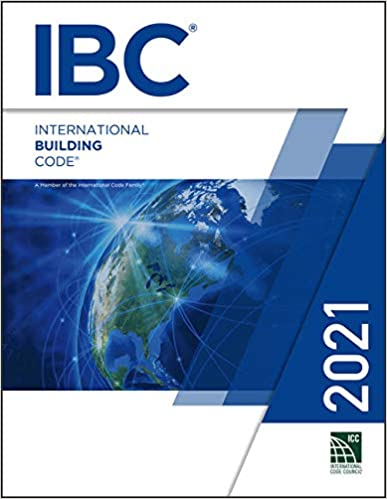 IBC®
INTERNATIONAL
BUILDING
CODE®
A Member of the International Code Family®
2021
ICC
INTERNATIONAL
CODE COUNCIL®